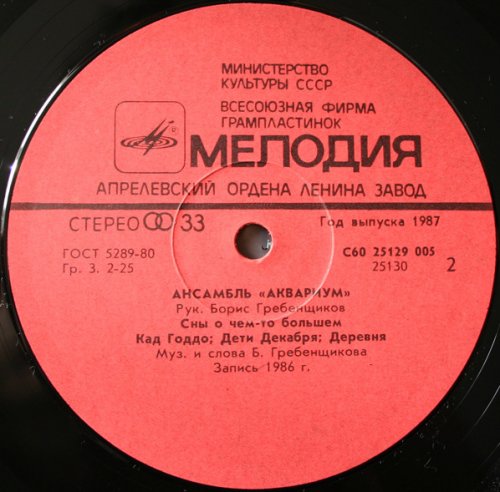 МИНИСТЕРСТВО
КУЛЬТУРЫ СССР
ВСЕСОЮЗНАЯ ФИРМА
ГРАМПЛАСТИНОК
МЕЛОДИЯ
АПРЕЛЕВСКИЙ ОРДЕНА ЛЕНИНА ЗАВОД
СТЕРЕО 33
Год выпуска 1987
ГОСТ 5289-80
С60 25129 005
Гр. 3. 2-25
25130
2
АНСАМБЛЬ «АКВАРИУМ»
Рук. Борис Гребенщиков
Сны о чем-то большем
Кад Годдо; Дети Декабря; Деревня
Муз. и слова Б. Гребенщикова
Запись 1986 г.